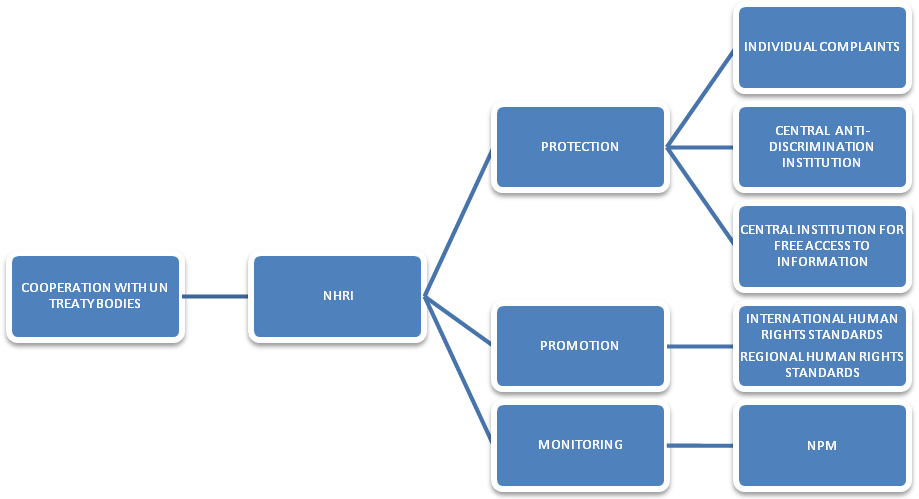 COOPERATION WITH UN
TREATY BODIES
NHRI
PROTECTION
INDIVIDUAL COMPLAINTS
CENTRAL ANTI-
DISCRIMINATION
INSTITUTION
CENTRAL INSTITUTION FOR
FREE ACCESS TO
INFORMATION
PROMOTION
INTERNATIONAL HUMAN
RIGHTS STANDARDS
REGIONAL HUMAN RIGHTS
STANDARDS
MONITORING
NPM